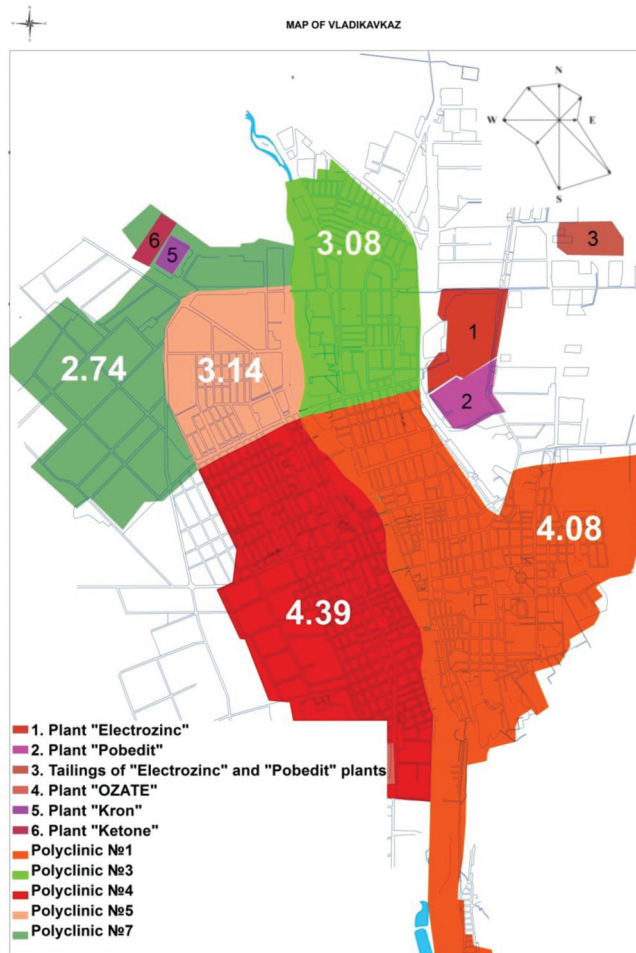 MAP OF VLADIKAVKAZ
N
W E
S
6
5
3.08
3
1
2.74
3.14
2
4.08
4.39
1. Plant "Electrozinc"
2. Plant "Pobedit"
3. Tailings of "Electrozinc" and "Pobedit" plants
4. Plant "OZATE"
5. Plant "Kron"
6. Plant "Ketone"
Polyclinic №1
Polyclinic №3
Polyclinic №4
Polyclinic №5
Polyclinic №7